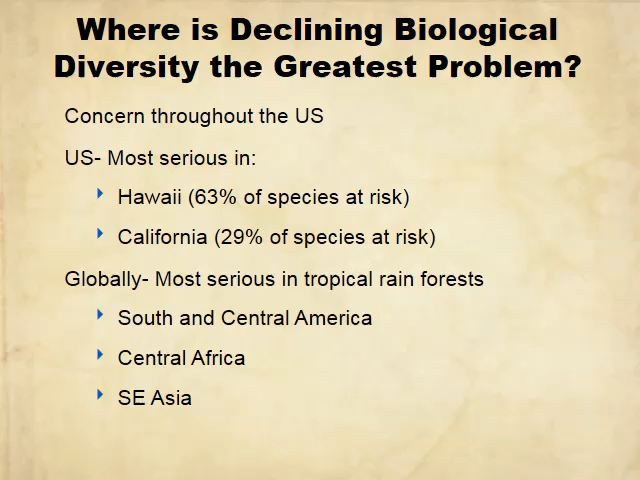 Where is Declining Biological
Diversity the Greatest Problem?
Concern throughout the US
US- Most serious in:
Hawaii (63% of species at risk)
California (29% of species at risk)
Globally- Most serious in tropical rain forests
South and Central America
Central Africa
SE Asia